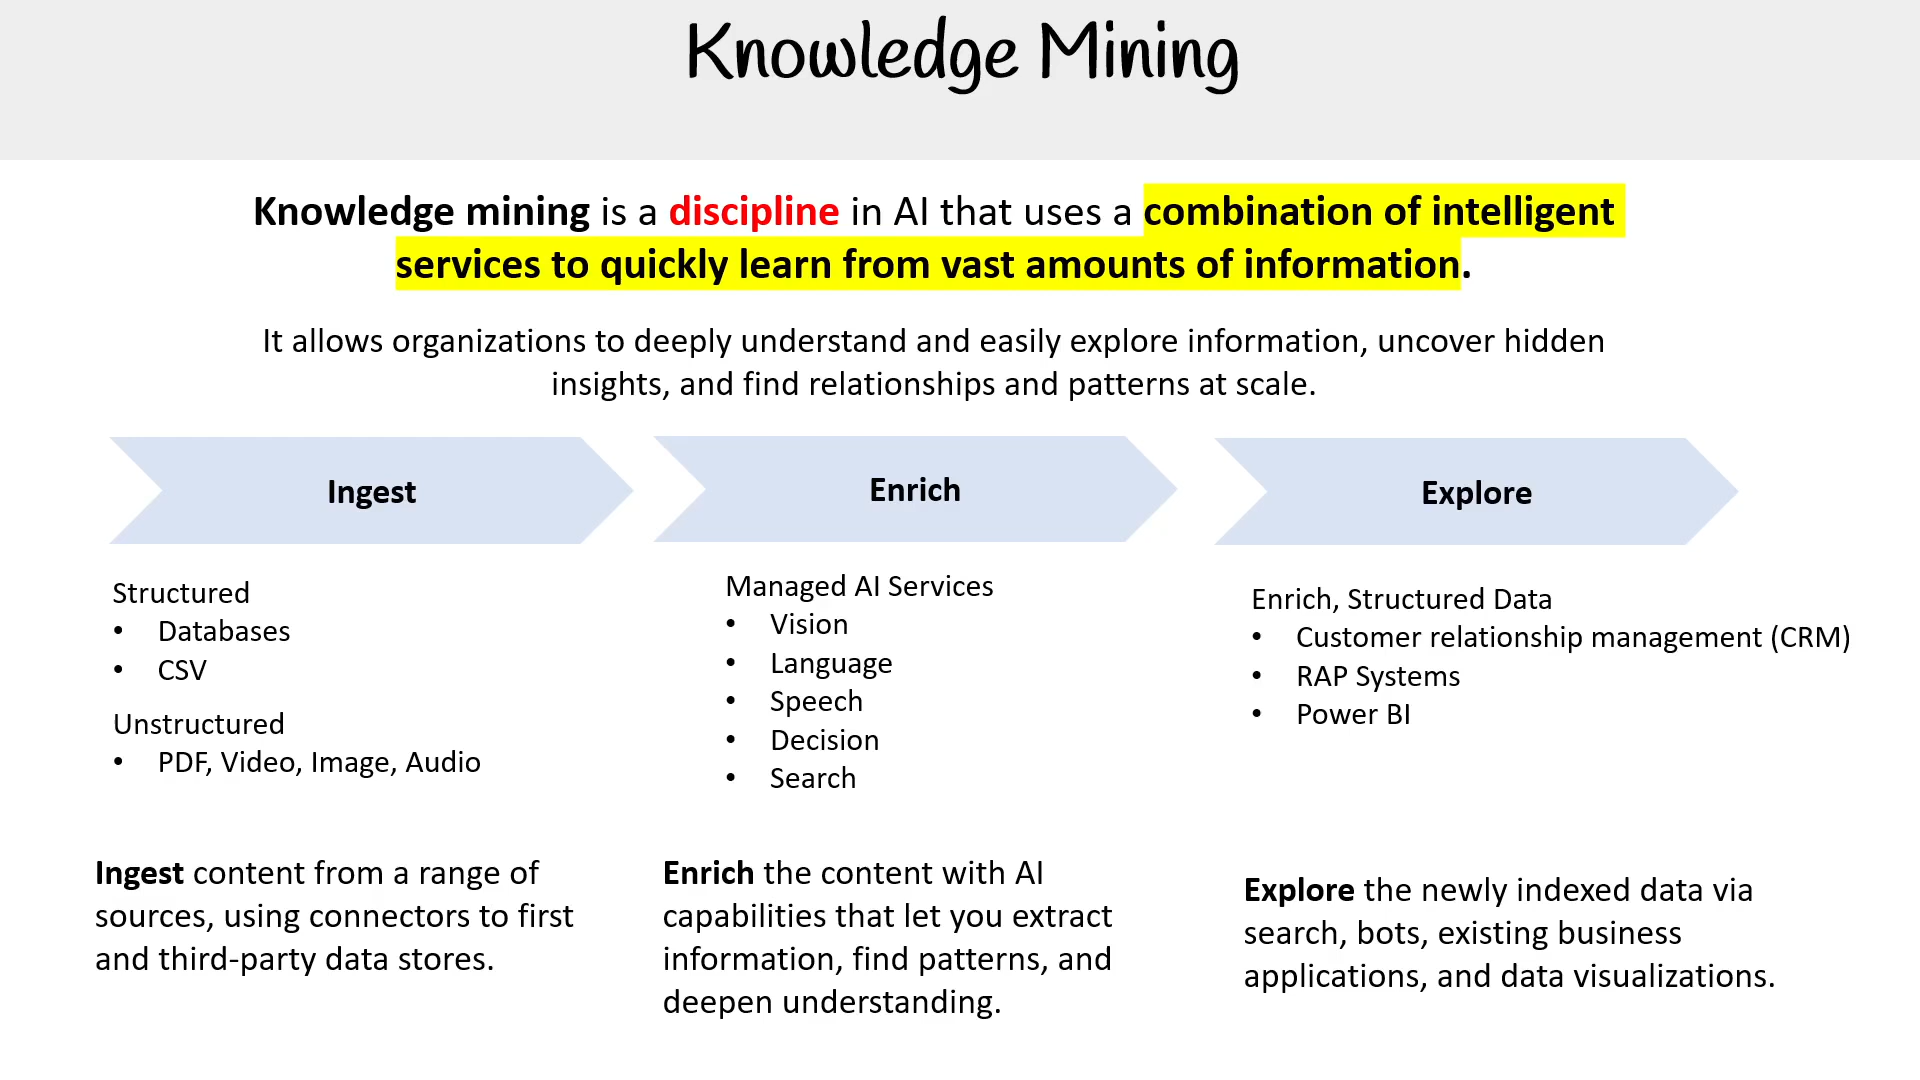 Knowledge Mining
Knowledge mining is a discipline in AI that uses a combination of intelligent
services to quickly learn from vast amounts of information.
It allows organizations to deeply understand and easily explore information, uncover hidden
insights, and find relationships and patterns at scale.
Ingest
Structured
• Databases
• CSV
Unstructured
• PDF, Video, Image, Audio
Ingest content from a range of
sources, using connectors to first
and third-party data stores.
Enrich
Managed AI Services
• Vision
• Language
• Speech
• Decision
• Search
Enrich the content with AI
capabilities that let you extract
information, find patterns, and
deepen understanding.
Explore
Enrich, Structured Data
• Customer relationship management (CRM)
• RAP Systems
• Power BI
Explore the newly indexed data via
search, bots, existing business
applications, and data visualizations.